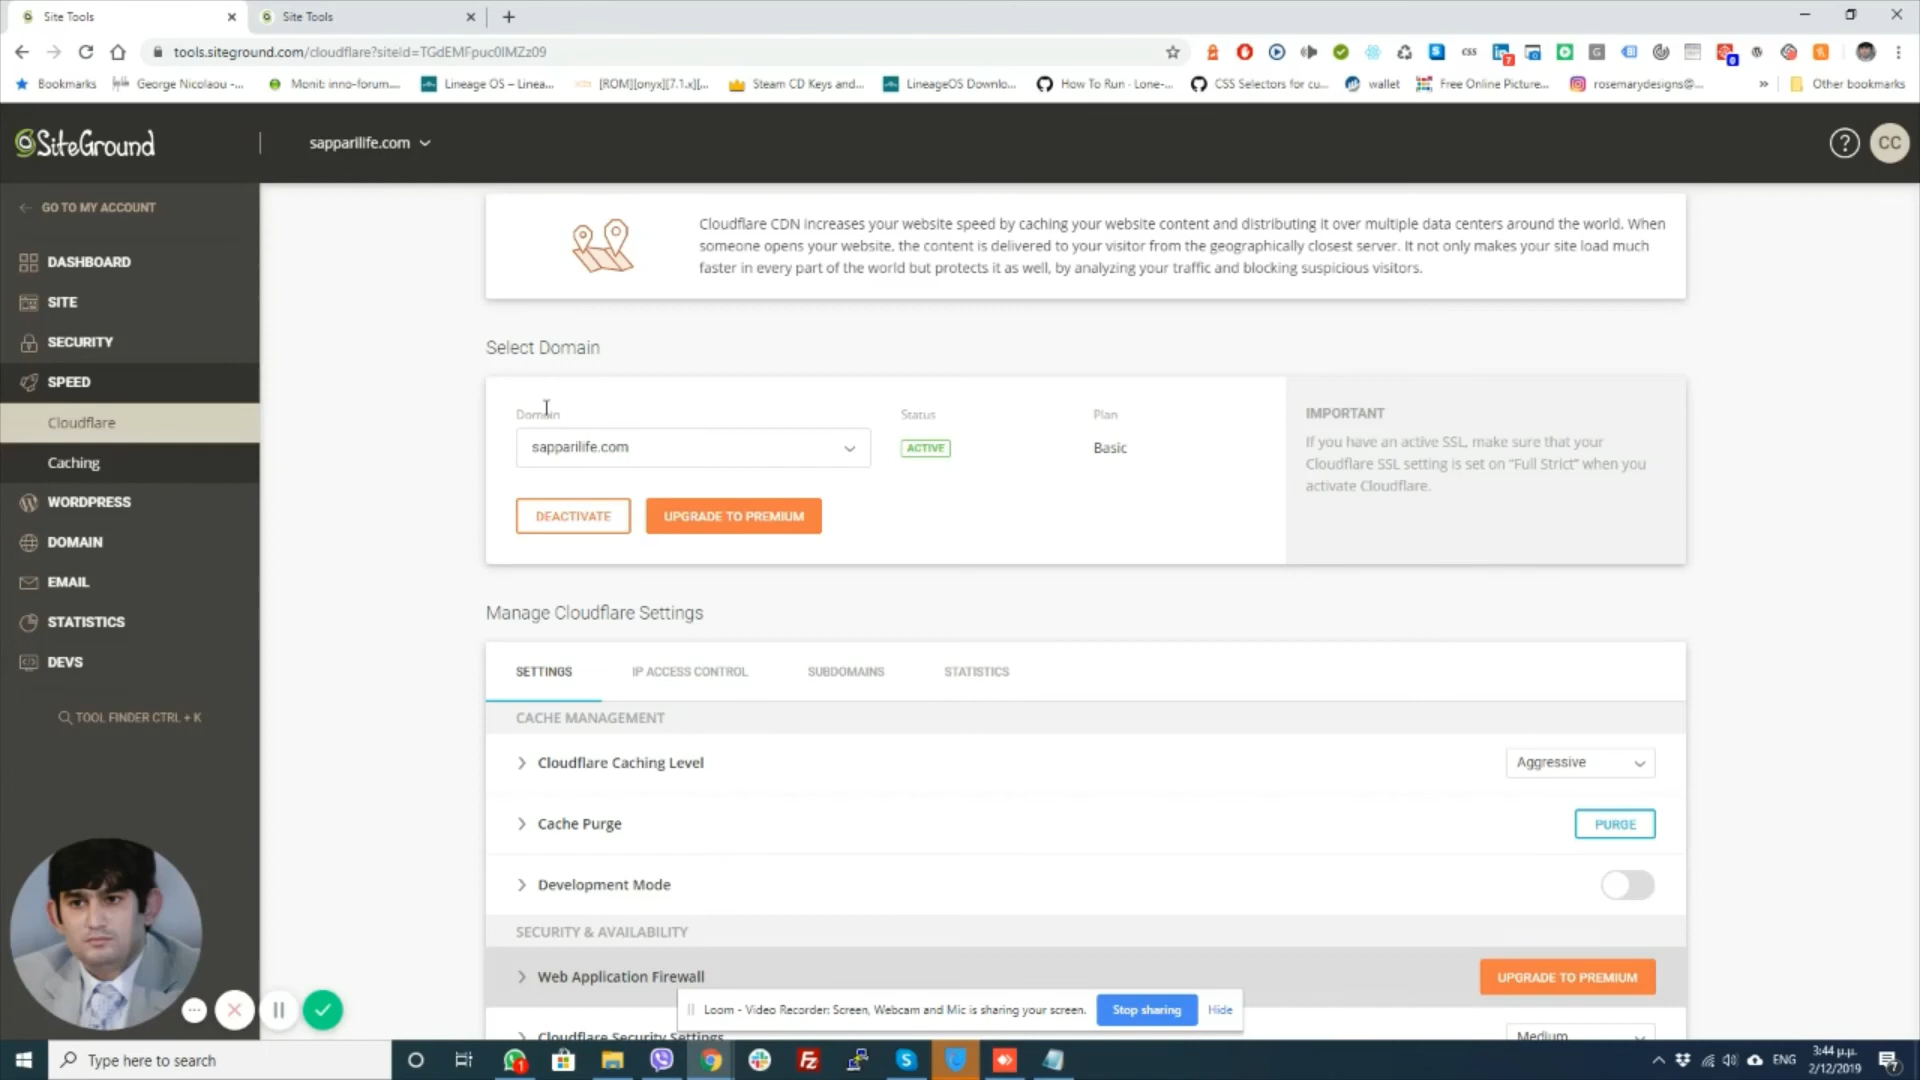 Site Tools
Site Tools
tools.siteground.com/cloudflare?siteId=TGdEMFpuc0lMZz09
CSS
7
0
Bookmarks
George Nicolaou -...
Monit: inno-forum....
Lineage OS – Linea...
[ROM][onyx][7.1.x][...
Steam CD Keys and...
LineageOS Downlo...
How To Run - Lone-...
CSS Selectors for cu...
wallet
Free Online Picture...
rosemarydesigns@...
»
Other bookmarks
SiteGround
sapparilife.com
?
CC
GO TO MY ACCOUNT
DASHBOARD
SITE
SECURITY
SPEED
Cloudflare
Caching
WORDPRESS
DOMAIN
EMAIL
STATISTICS
DEVS
TOOL FINDER CTRL + K
Cloudflare CDN increases your website speed by caching your website content and distributing it over multiple data centers around the world. When
someone opens your website, the content is delivered to your visitor from the geographically closest server. It not only makes your site load much
faster in every part of the world but protects it as well, by analyzing your traffic and blocking suspicious visitors.
Select Domain
Domain
Status
Plan
sapparilife.com
ACTIVE
Basic
DEACTIVATE
UPGRADE TO PREMIUM
IMPORTANT
If you have an active SSL, make sure that your
Cloudflare SSL setting is set on “Full Strict” when you
activate Cloudflare.
Manage Cloudflare Settings
SETTINGS
IP ACCESS CONTROL
SUBDOMAINS
STATISTICS
CACHE MANAGEMENT
Cloudflare Caching Level
Aggressive
Cache Purge
PURGE
Development Mode
SECURITY & AVAILABILITY
Web Application Firewall
UPGRADE TO PREMIUM
Loom - Video Recorder: Screen, Webcam and Mic is sharing your screen.
Stop sharing
Hide
Cloudflare Security Settings
Medium
Type here to search
1
ENG
3:44 μ.μ.
2/12/2019
7